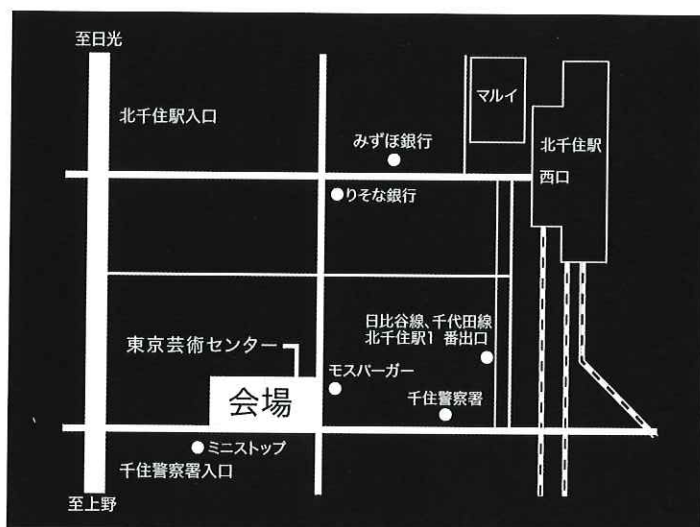 至日光
北千住駅入口
マルイ
みずほ銀行
北千住駅
西口
りそな銀行
日比谷線、千代田線
北千住駅1 番出口
東京芸術センター
モスバーガー
会場
千住警察署
ミニストップ
千住警察署入口
至上野